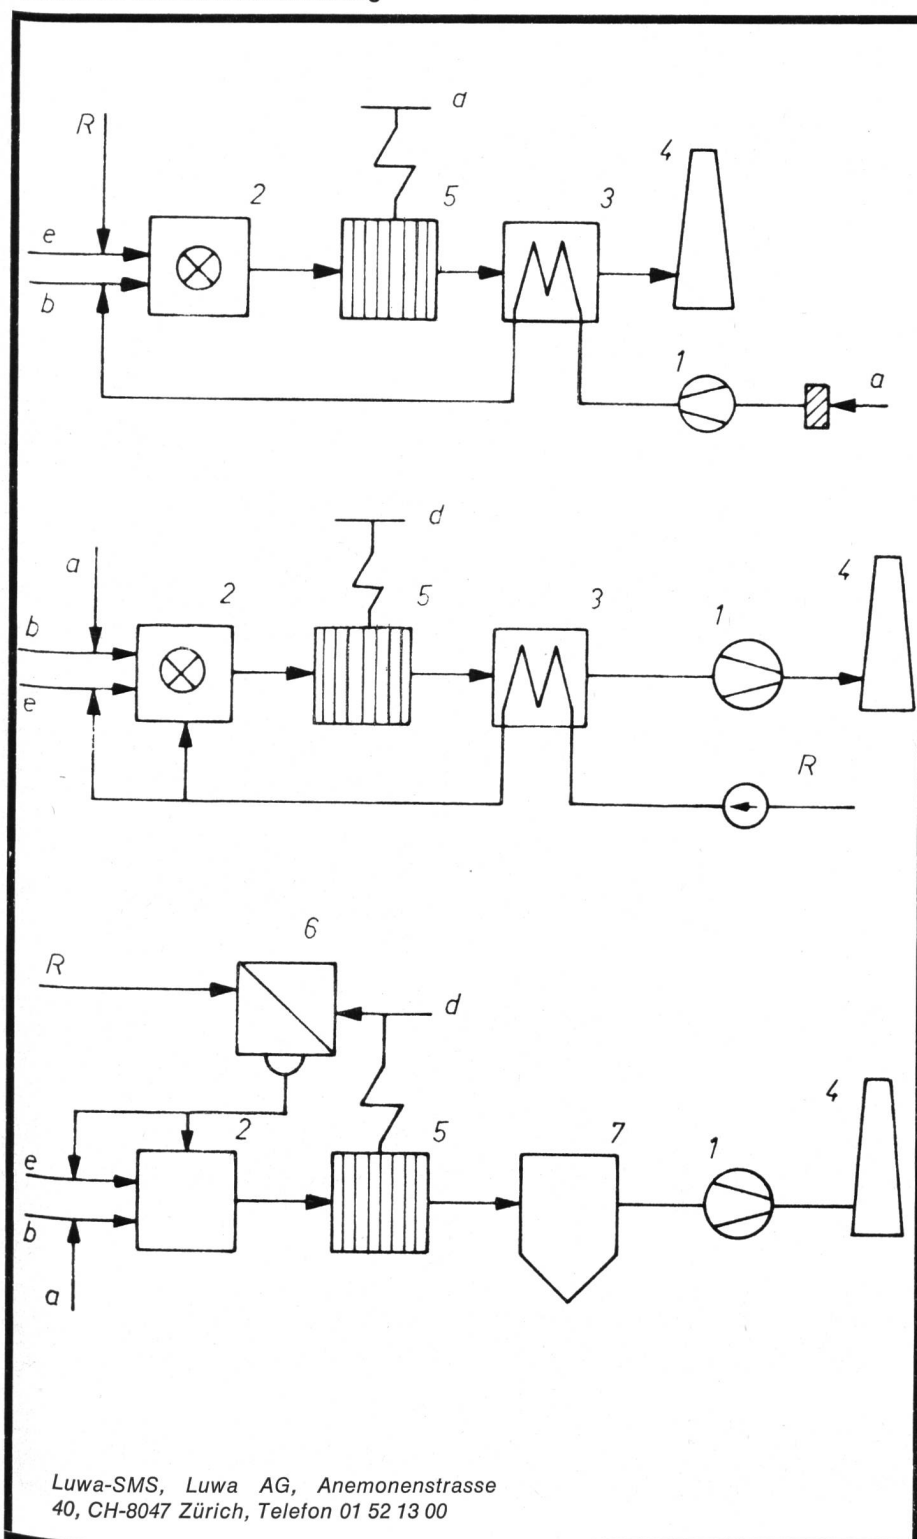 a
R
4
2
5
3
e
b
1
a
d
a
4
2
5
3
1
b
e
R
6
R
d
4
2
5
7
1
e
b
a
Luwa-SMS, Luwa AG, Anemonenstrasse
40, CH-8047 Zürich, Telefon 01 52 13 00